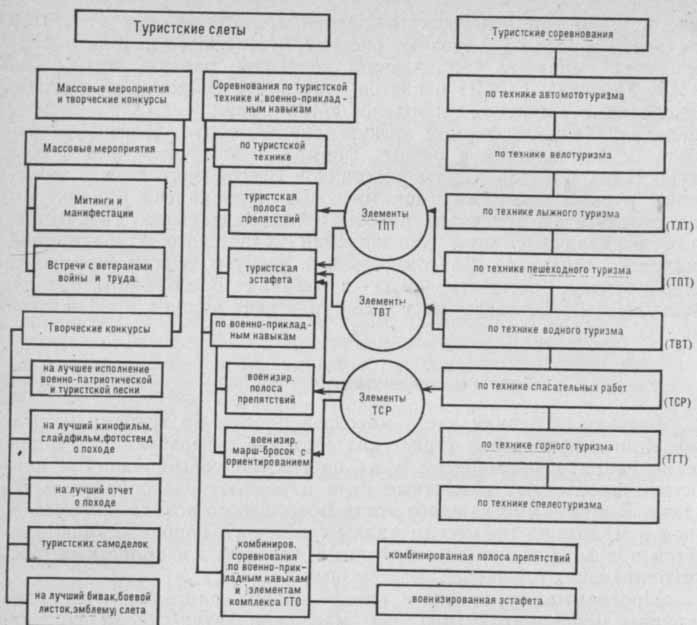 Туристские слеты
Туристские соревнования
Массовые мероприятия
и творческие конкурсы
Массовые мероприятия
Митинги и
манифестации
Встречи с ветеранами
войны и труда
Творческие конкурсы
на лучшее исполнение
военно-патриотической
и туристской песни
на лучший кинофильм,
слайдфильм, фотостенд
о походе
на лучший отчет
о походе
туристских самоделок
на лучший бивак, боевой
листок, эмблему слета
Соревнования по туристской
технике и военно-приклад-
ным навыкам
по туристской
технике
туристская
полоса
препятствий
туристская
эстафета
по военно-приклад-
ным навыкам
военизир.
полоса
препятствий
военизир.
марш-бросок с
ориентированием
комбиниров.
соревнования
по военно-при-
кладным навыкам
и элементам
комплекса ГТО
Элементы
ТПТ
Элементы
ТВТ
Элементы
ТСР
по технике автомототуризма
по технике велотуризма
по технике лыжного туризма
(ТЛТ)
по технике пешеходного туризма
(ТПТ)
по технике водного туризма
(ТВТ)
по технике спасательных работ
(ТСР)
по технике горного туризма
(ТГТ)
по технике спелеотуризма
комбинированная полоса препятствий
военизированная эстафета